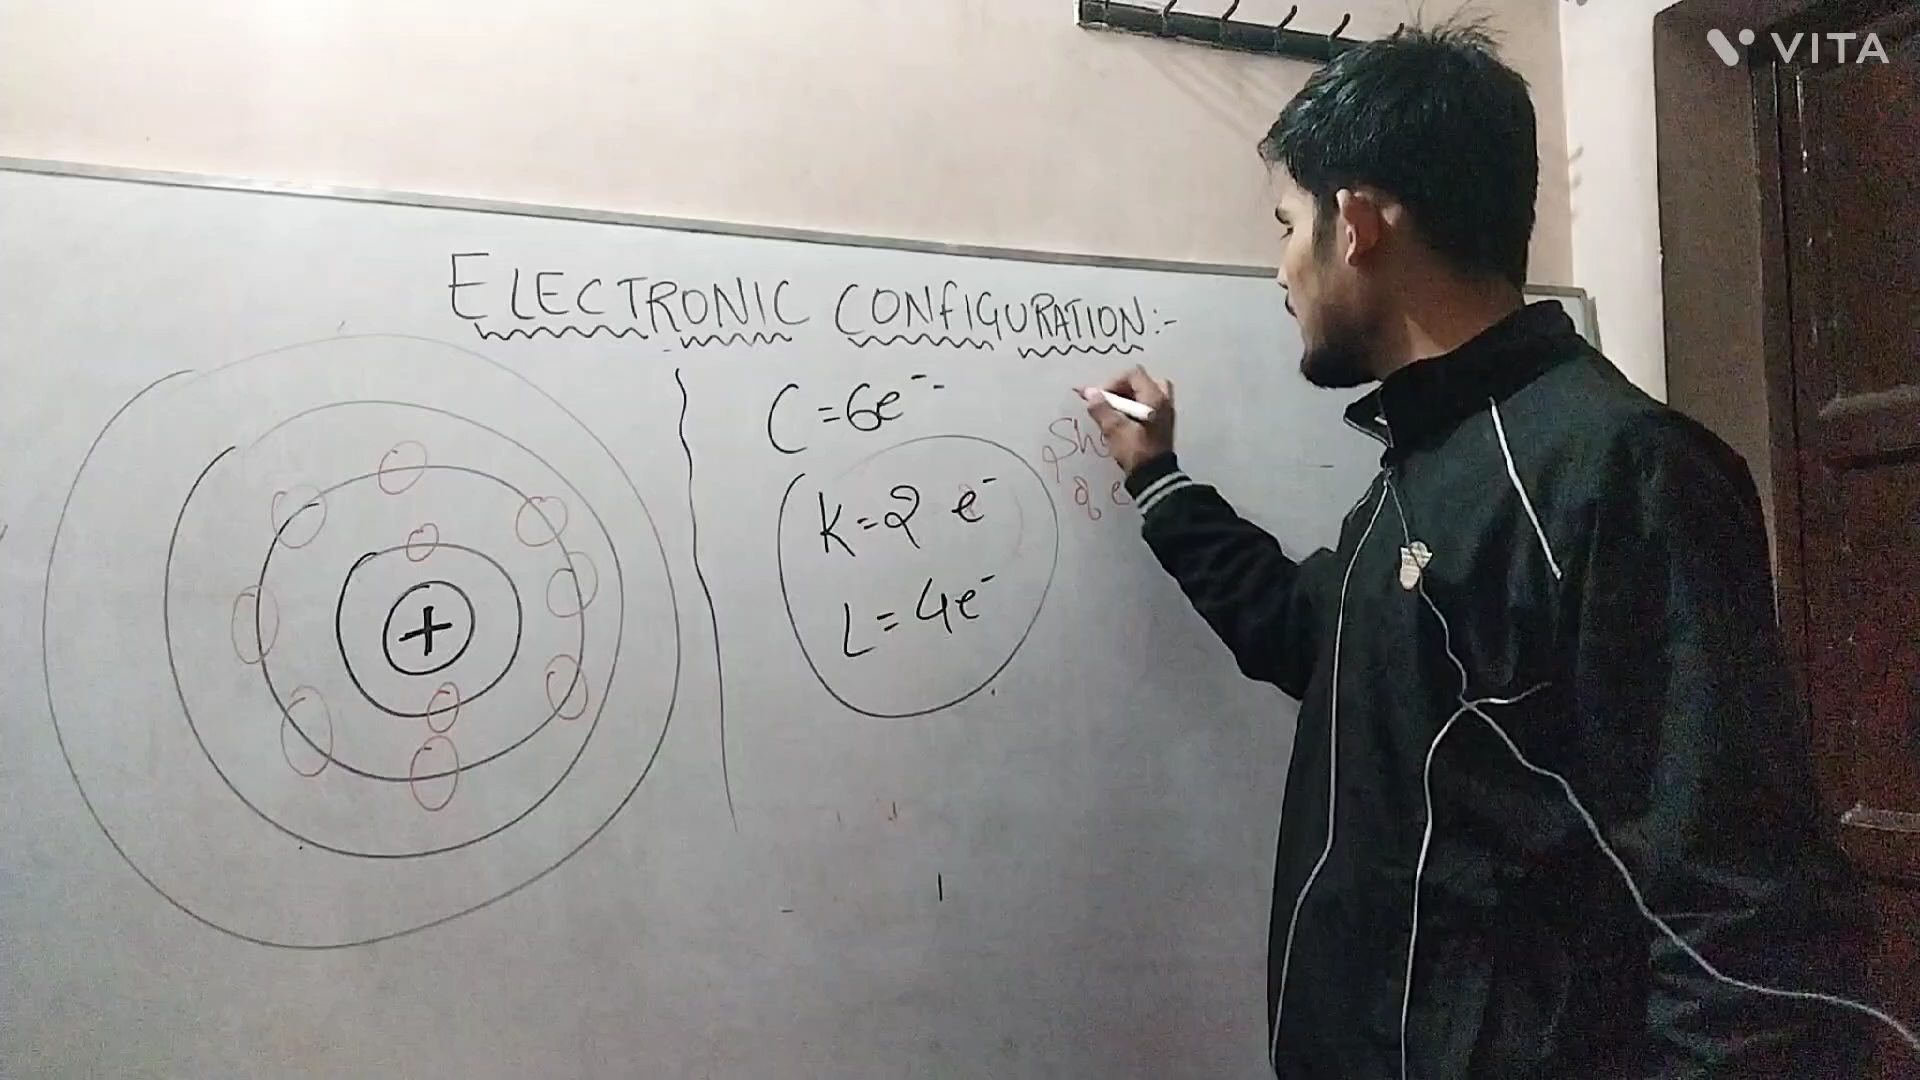 VITA
ELECTRONIC CONFIGURATION:-
C = 6e⁻
K = 2 e⁻
L = 4e⁻
+